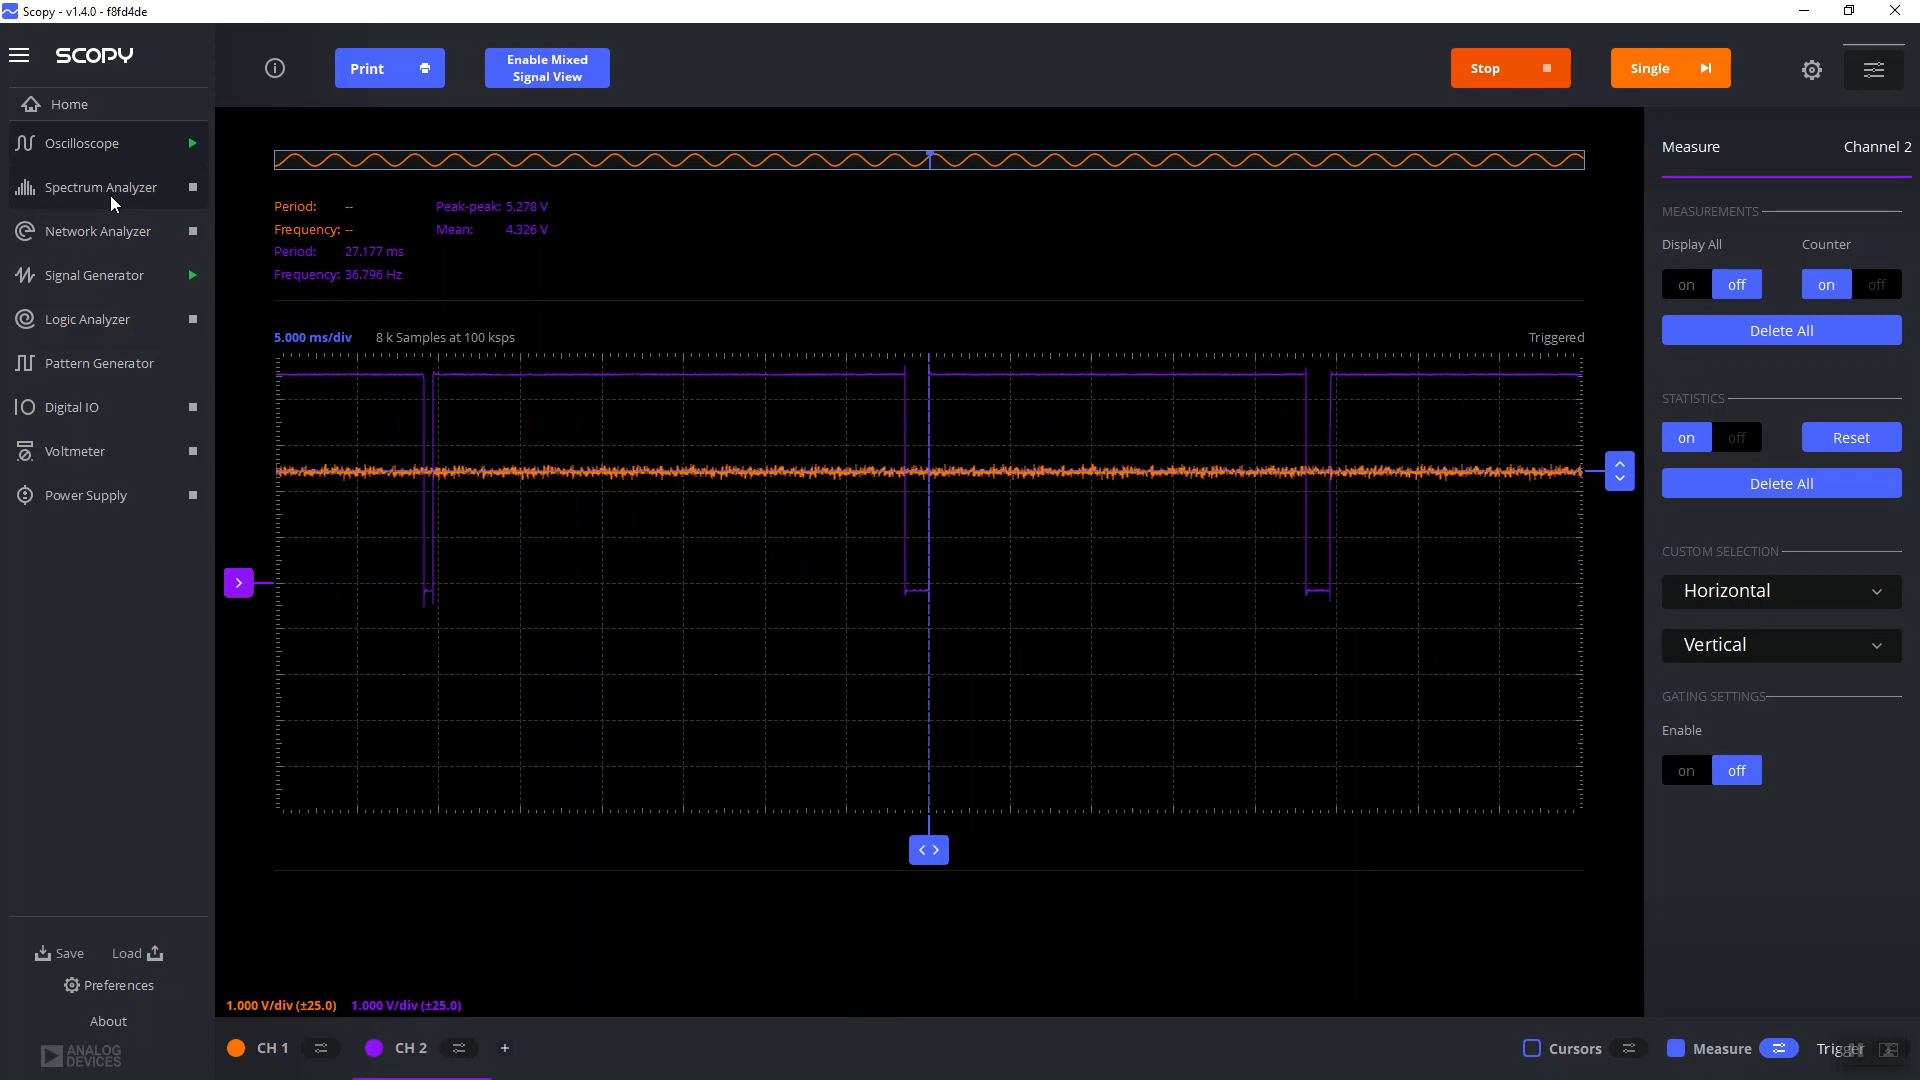 Scopy - v1.4.0 - f8fd4de
SCOPY
Print
Enable Mixed
Signal View
Stop
Single
Home
Oscilloscope
Spectrum Analyzer
Network Analyzer
Signal Generator
Logic Analyzer
Pattern Generator
Digital IO
Voltmeter
Power Supply
Save
Load
Preferences
About
ANALOG
DEVICES
Period: -- Peak-peak: 5.278 V
Frequency: -- Mean: 4.326 V
Period: 27.177 ms
Frequency: 36.796 Hz
5.000 ms/div 8 k Samples at 100 ksps Triggered
1.000 V/div (±25.0) 1.000 V/div (±25.0)
CH 1 CH 2 + Cursors Measure Trigger
Measure Channel 2
MEASUREMENTS
Display All Counter
on off on off
Delete All
STATISTICS
on off Reset
Delete All
CUSTOM SELECTION
Horizontal
Vertical
GATING SETTINGS
Enable
on off